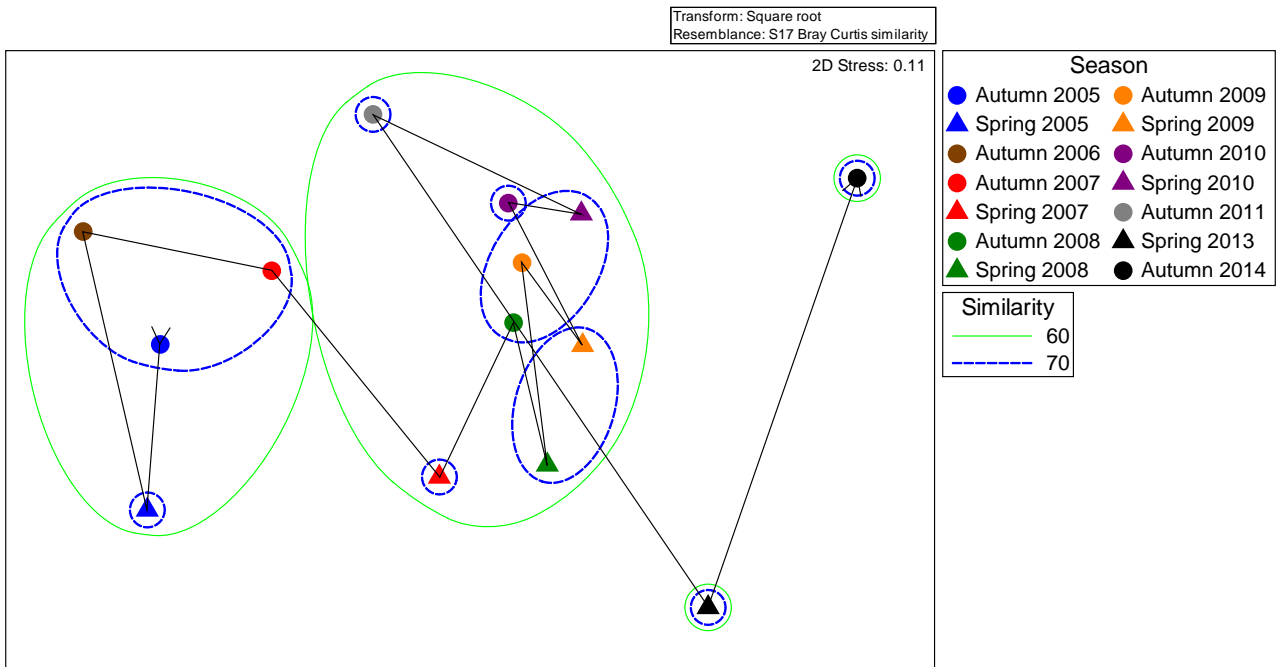 Transform: Square root
Resemblance: S17 Bray Curtis similarity
2D Stress: 0.11
Season
Autumn 2005
Spring 2005
Autumn 2006
Autumn 2007
Spring 2007
Autumn 2008
Spring 2008
Autumn 2009
Spring 2009
Autumn 2010
Spring 2010
Autumn 2011
Spring 2013
Autumn 2014
Similarity
60
70